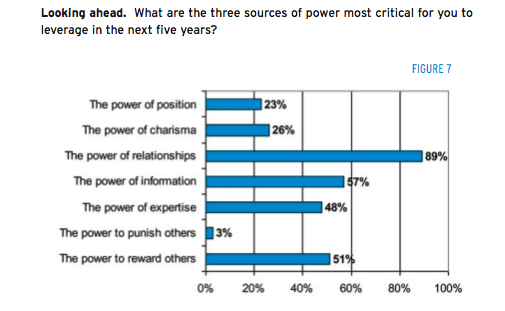 Looking ahead. What are the three sources of power most critical for you to
leverage in the next five years?
FIGURE 7
The power of position 23%
The power of charisma 26%
The power of relationships 89%
The power of information 57%
The power of expertise 48%
The power to punish others 3%
The power to reward others 51%
0% 20% 40% 60% 80% 100%